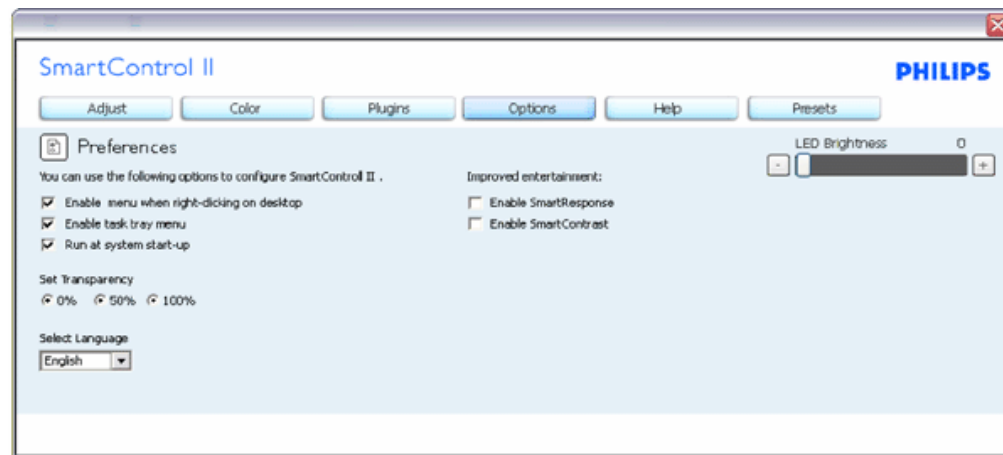 SmartControl II
PHILIPS
Adjust
Color
Plugins
Options
Help
Presets
Preferences
LED Brightness 0
- +
You can use the following options to configure SmartControl II .
Enable menu when right-clicking on desktop
Enable task tray menu
Run at system start-up
Improved entertainment:
Enable SmartResponse
Enable SmartContrast
Set Transparency
0% 50% 100%
Select Language
English